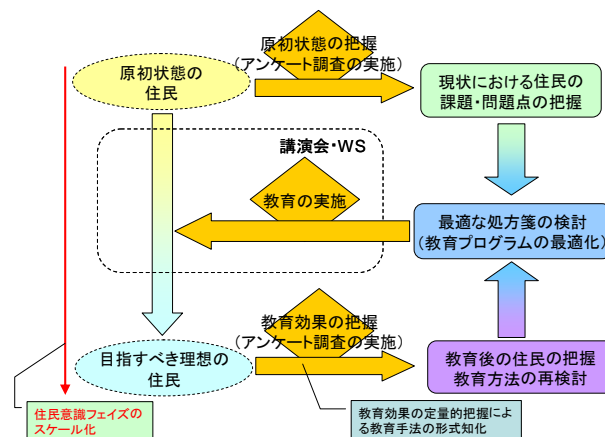 原初状態の把握
(アンケート調査の実施)
原初状態の
住民
現状における住民の
課題・問題点の把握
講演会・WS
教育の実施
最適な処方箋の検討
(教育プログラムの最適化)
教育効果の把握
(アンケート調査の実施)
目指すべき理想の
住民
教育後の住民の把握
教育方法の再検討
住民意識フェイズの
スケール化
教育効果の定量的把握によ
る教育手法の形式知化